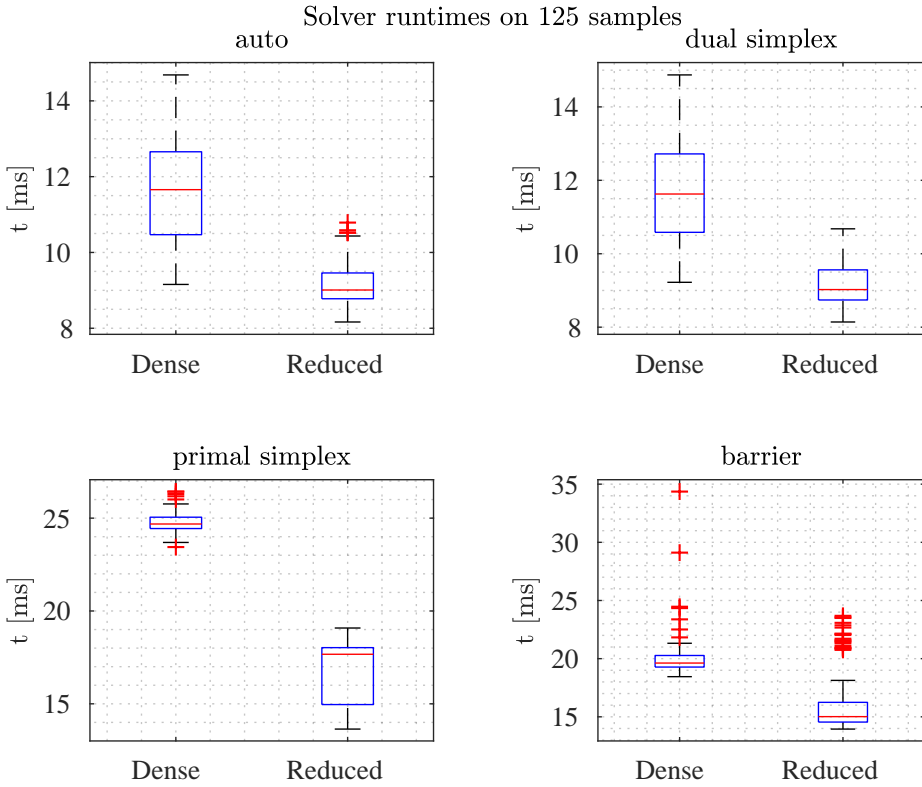 Solver runtimes on 125 samples
auto
dual simplex
14
12
10
8
t [ms]
Dense
Reduced
14
12
10
8
t [ms]
Dense
Reduced
primal simplex
barrier
25
20
15
t [ms]
Dense
Reduced
35
30
25
20
15
t [ms]
Dense
Reduced